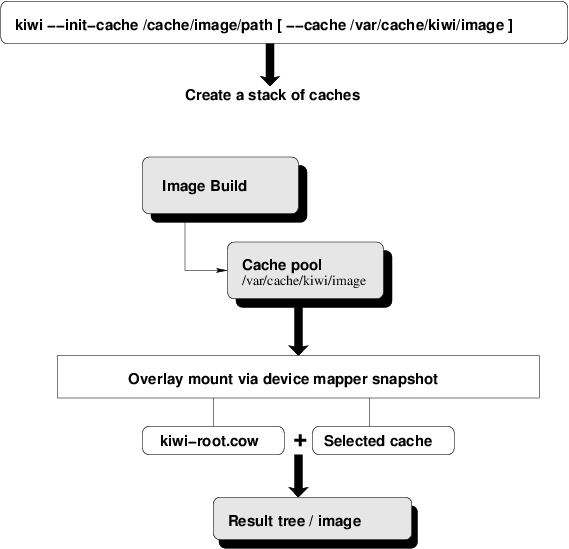 kiwi --init-cache /cache/image/path [ --cache /var/cache/kiwi/image ]
Create a stack of caches
Image Build
Cache pool
/var/cache/kiwi/image
Overlay mount via device mapper snapshot
kiwi-root.cow + Selected cache
Result tree / image